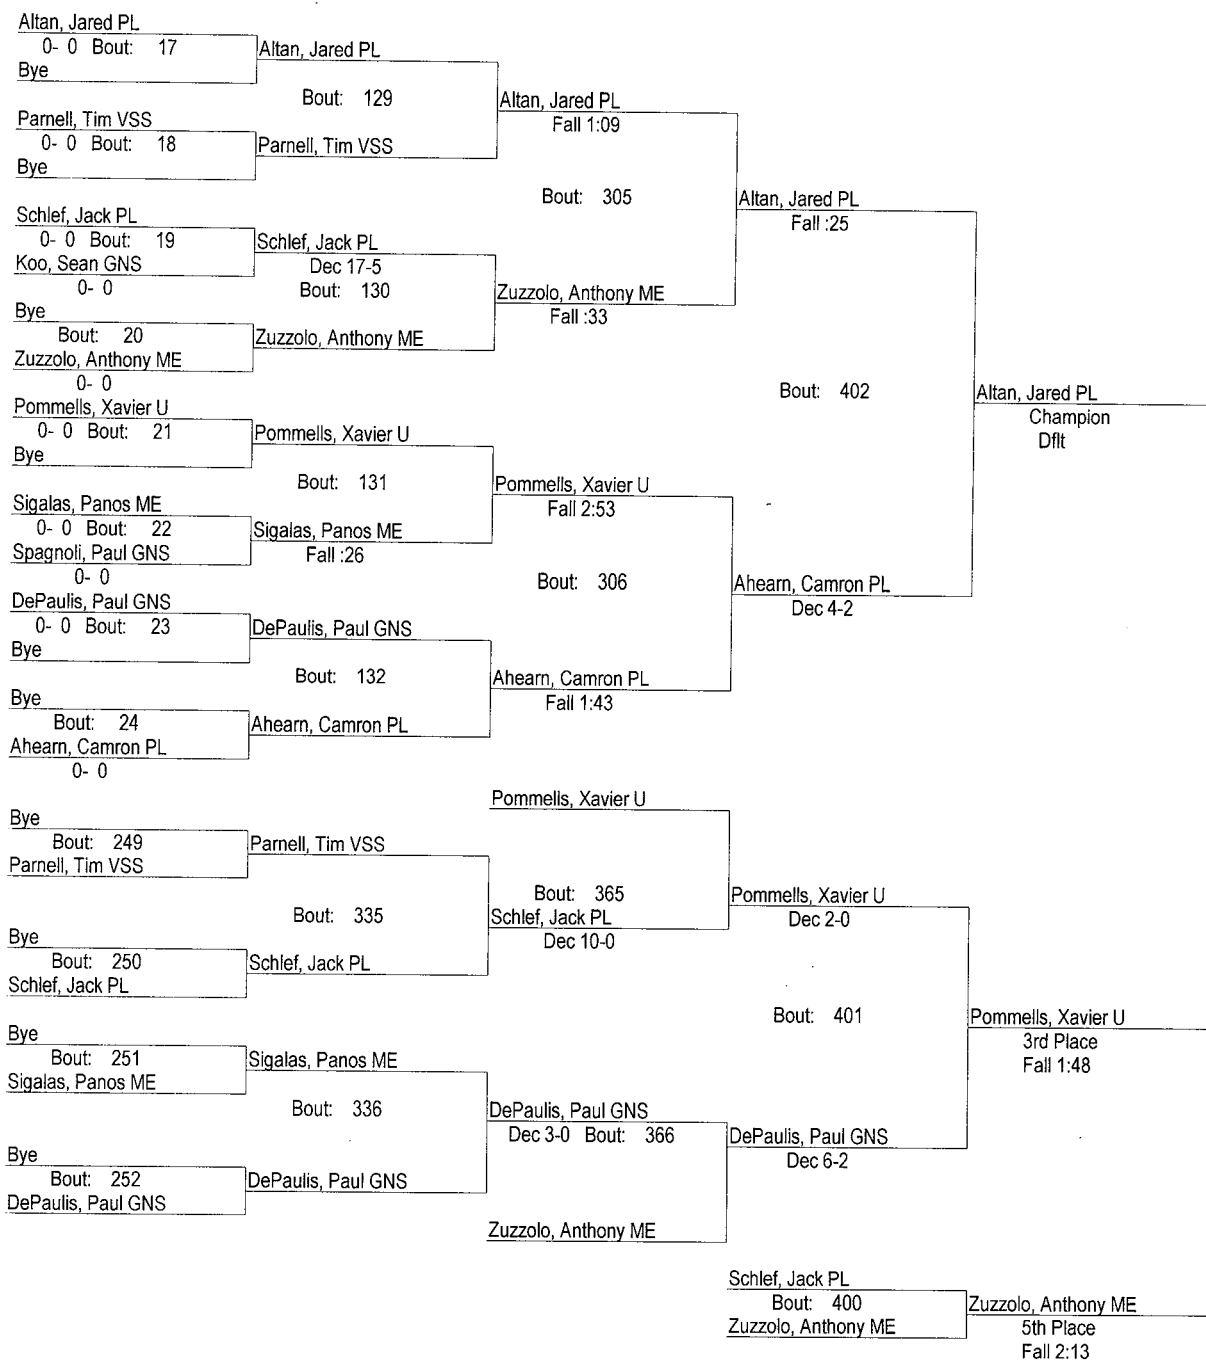 Altan, Jared PL
0- 0 Bout: 17
Altan, Jared PL
Bye
Bout: 129
Altan, Jared PL
Fall 1:09
Parnell, Tim VSS
0- 0 Bout: 18
Parnell, Tim VSS
Bye
Bout: 305
Altan, Jared PL
Fall :25
Schlef, Jack PL
0- 0 Bout: 19
Schlef, Jack PL
Dec 17-5
Koo, Sean GNS
0- 0
Bout: 130
Zuzzolo, Anthony ME
Fall :33
Bye
Bout: 20
Zuzzolo, Anthony ME
Zuzzolo, Anthony ME
0- 0
Bout: 402
Altan, Jared PL
Champion
Dflt
Pommells, Xavier U
0- 0 Bout: 21
Pommells, Xavier U
Bye
Bout: 131
Pommells, Xavier U
Fall 2:53
Sigalas, Panos ME
0- 0 Bout: 22
Sigalas, Panos ME
Fall :26
Spagnoli, Paul GNS
0- 0
Bout: 306
Ahearn, Camron PL
Dec 4-2
DePaulis, Paul GNS
0- 0 Bout: 23
DePaulis, Paul GNS
Bye
Bout: 132
Ahearn, Camron PL
Fall 1:43
Bye
Bout: 24
Ahearn, Camron PL
Ahearn, Camron PL
0- 0
Pommells, Xavier U
Bye
Bout: 249
Parnell, Tim VSS
Parnell, Tim VSS
Bout: 365
Pommells, Xavier U
Dec 2-0
Bout: 335
Schlef, Jack PL
Dec 10-0
Bye
Bout: 250
Schlef, Jack PL
Schlef, Jack PL
Bout: 401
Pommells, Xavier U
3rd Place
Fall 1:48
Bye
Bout: 251
Sigalas, Panos ME
Sigalas, Panos ME
Bout: 336
DePaulis, Paul GNS
Dec 3-0 Bout: 366
DePaulis, Paul GNS
Dec 6-2
Bye
Bout: 252
DePaulis, Paul GNS
DePaulis, Paul GNS
Zuzzolo, Anthony ME
Schlef, Jack PL
Bout: 400
Zuzzolo, Anthony ME
Zuzzolo, Anthony ME
5th Place
Fall 2:13